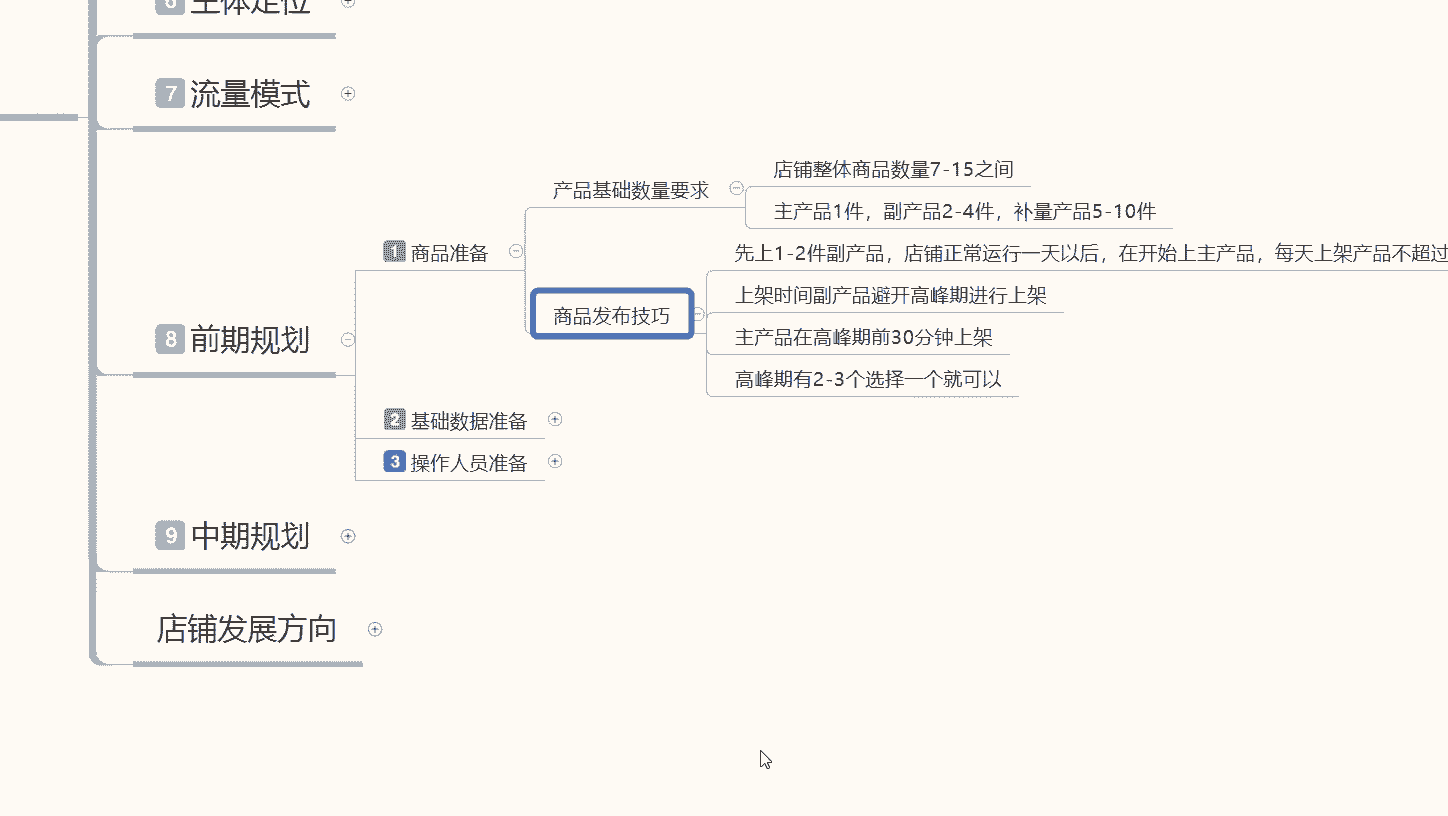 6 主体定位
7 流量模式
店铺整体商品数量7-15之间
产品基础数量要求
主产品1件，副产品2-4件，补量产品5-10件
1 商品准备
先上1-2件副产品，店铺正常运行一天以后，在开始上主产品，每天上架产品不超过
上架时间副产品避开高峰期进行上架
商品发布技巧
主产品在高峰期前30分钟上架
8 前期规划
高峰期有2-3个选择一个就可以
2 基础数据准备
3 操作人员准备
9 中期规划
店铺发展方向